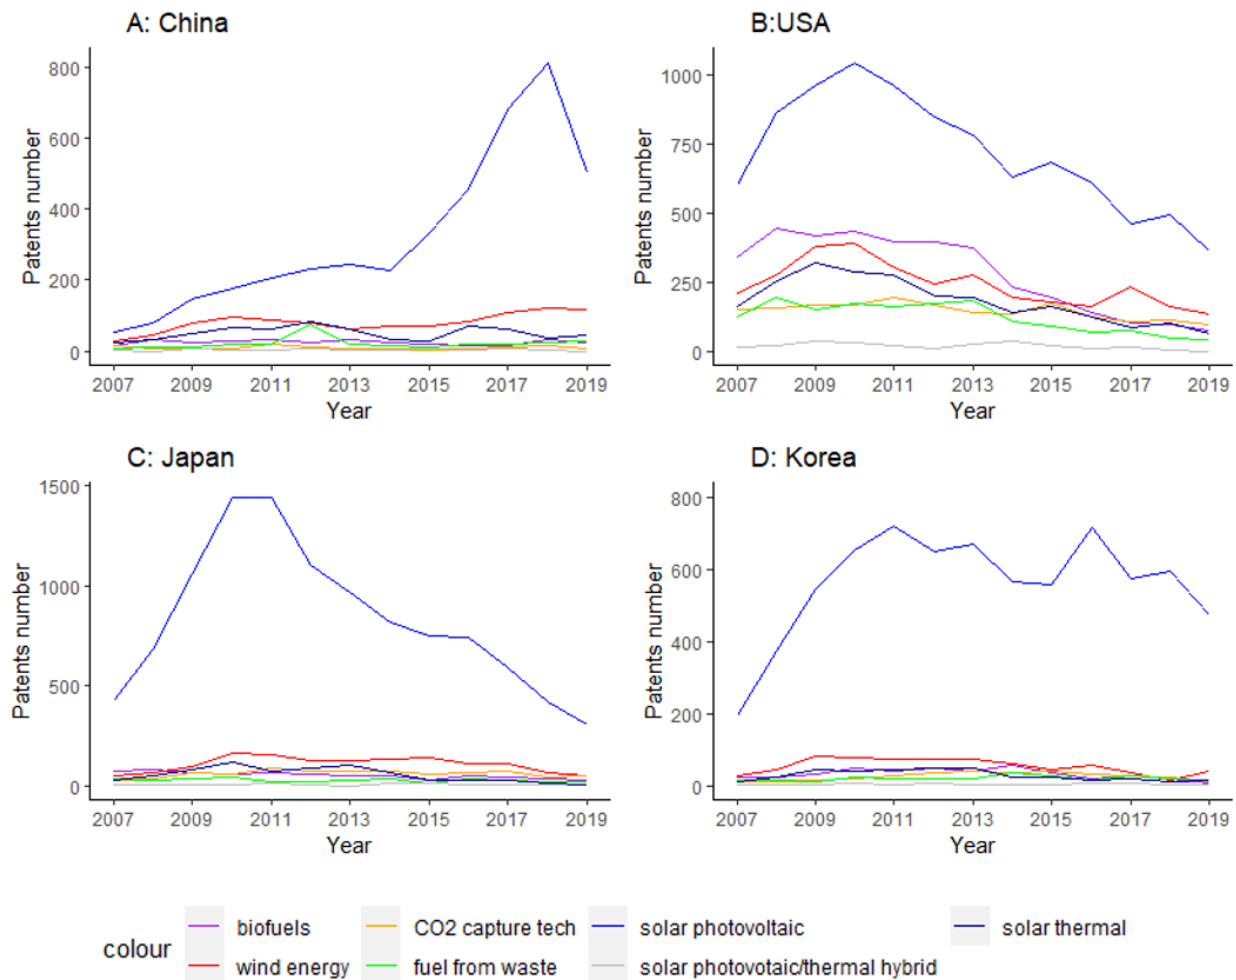 A: China
B:USA
Patents number
800
600
400
200
0
2007 2009 2011 2013 2015 2017 2019
Year
Patents number
1000
750
500
250
0
2007 2009 2011 2013 2015 2017 2019
Year
C: Japan
D: Korea
Patents number
1500
1000
500
0
2007 2009 2011 2013 2015 2017 2019
Year
Patents number
800
600
400
200
0
2007 2009 2011 2013 2015 2017 2019
Year
colour
biofuels CO2 capture tech solar photovoltaic solar thermal
wind energy fuel from waste solar photovotaic/thermal hybrid